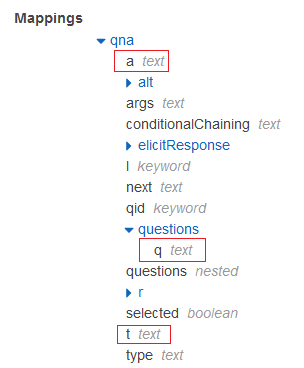 Mappings
qna
a text
alt
args text
conditionalChaining text
elicitResponse
l keyword
next text
qid keyword
questions
q text
questions nested
r
selected boolean
t text
type text